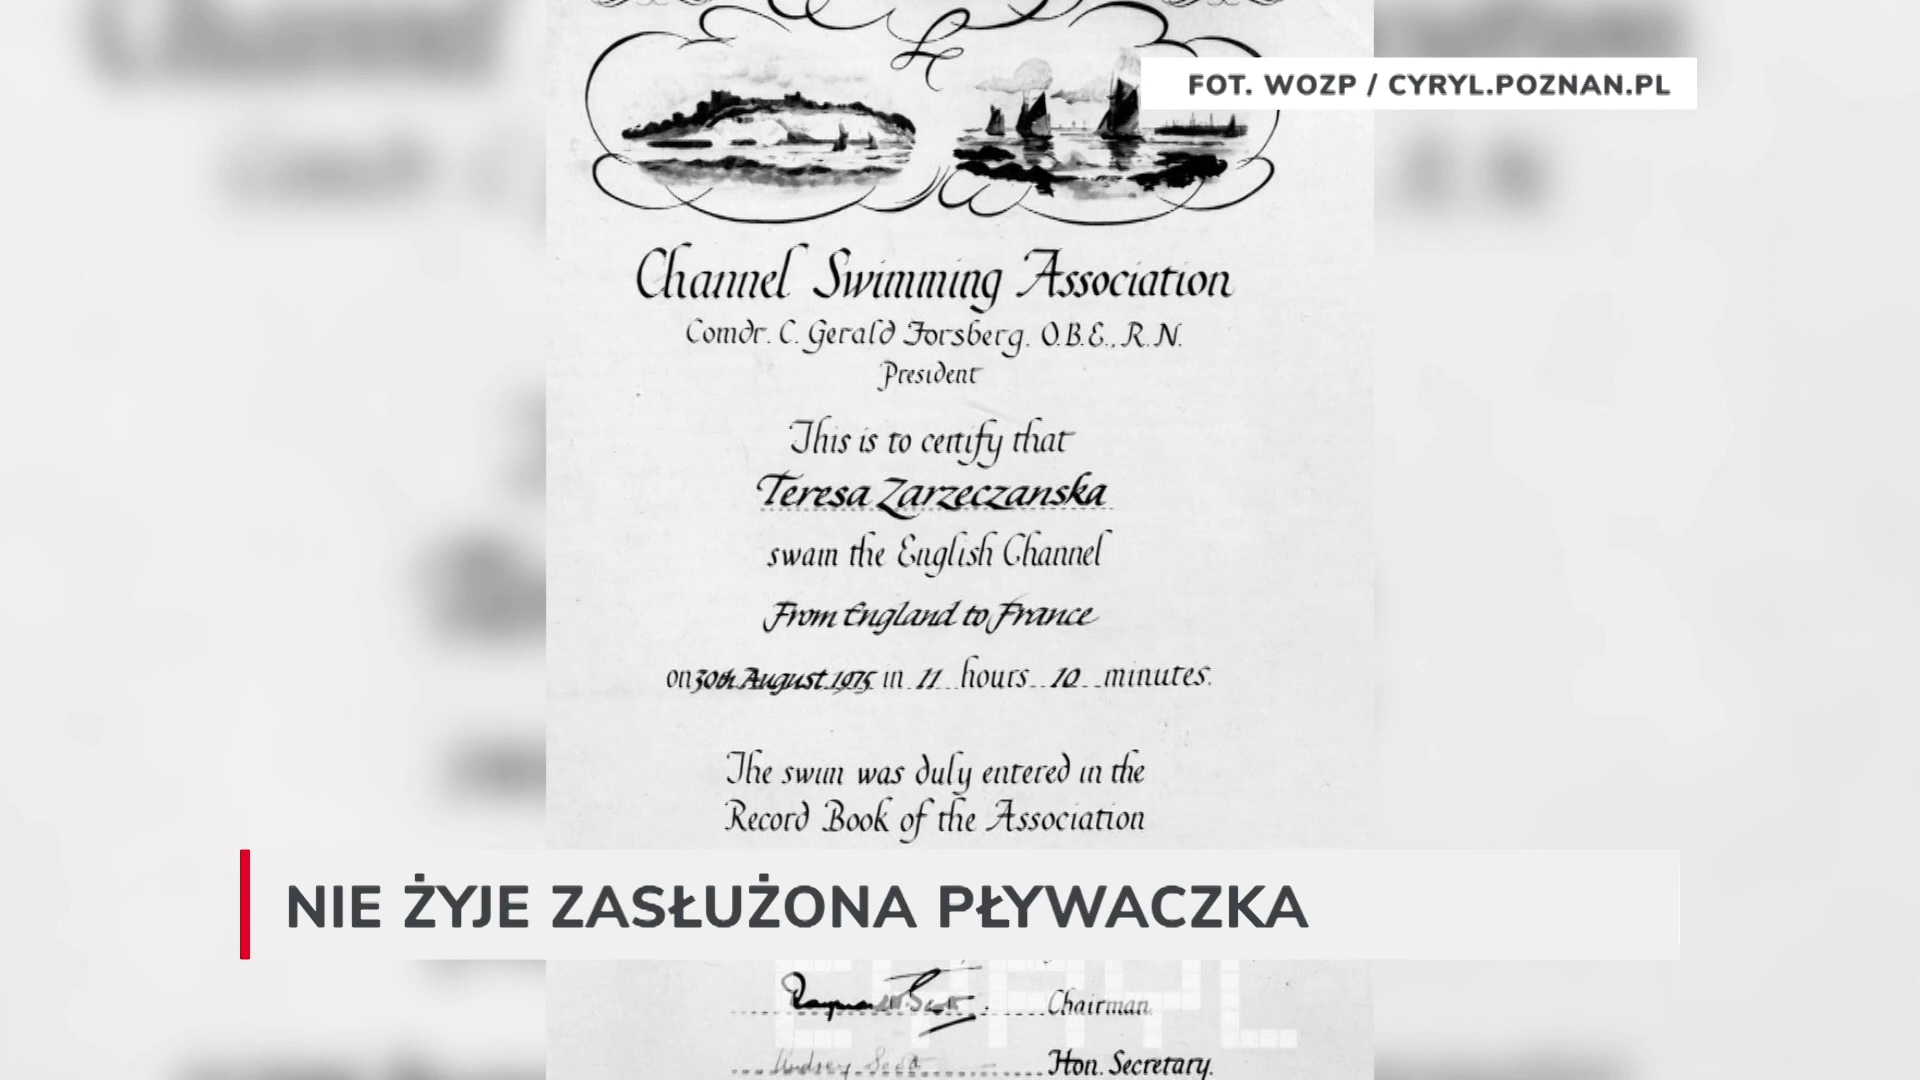 FOT. WOZP / CYRYL.POZNAN.PL
Channel Swimming Association
Comdr. C. Gerald Forsberg. O.B.E., R.N.
President
This is to certify that
Teresa Zarzeczanska
swam the English Channel
From England to France
on 30th August 1975 in 11 hours 10 minutes.
The swim was duly entered in the
Record Book of the Association
NIE ŻYJE ZASŁUŻONA PŁYWACZKA
Chairman.
Hon. Secretary.
CYRYL